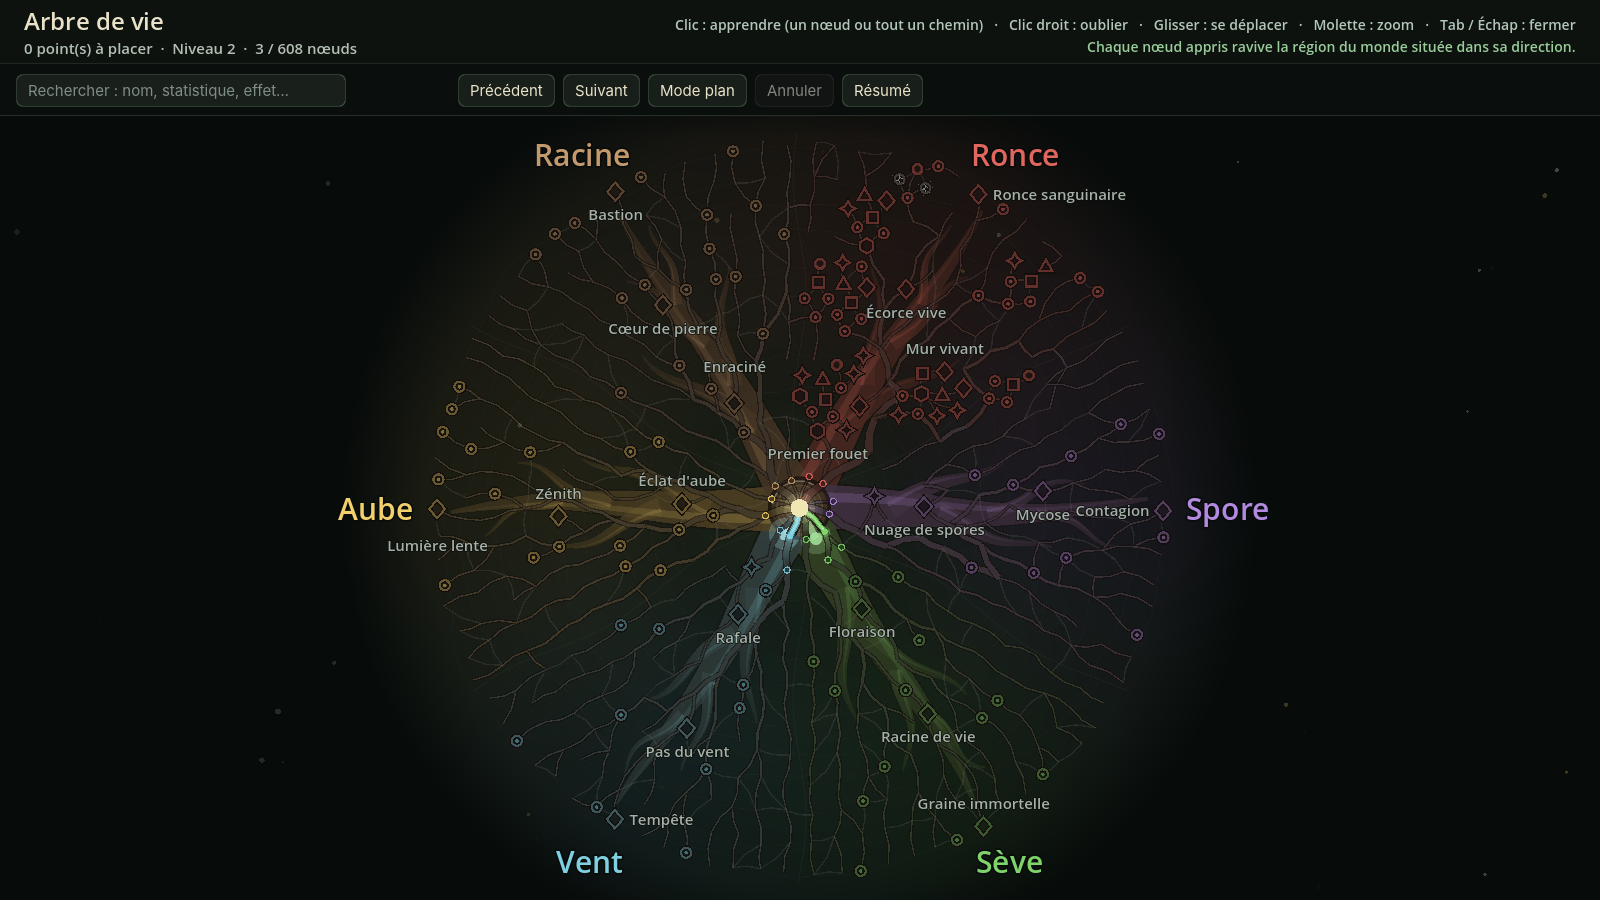 Arbre de vie
0 point(s) à placer · Niveau 2 · 3 / 608 nœuds
Clic : apprendre (un nœud ou tout un chemin) · Clic droit : oublier · Glisser : se déplacer · Molette : zoom · Tab / Échap : fermer
Chaque nœud appris ravive la région du monde située dans sa direction.
Rechercher : nom, statistique, effet...
Précédent
Suivant
Mode plan
Annuler
Résumé
Racine
Ronce
Ronce sanguinaire
Bastion
Écorce vive
Cœur de pierre
Mur vivant
Enraciné
Premier fouet
Éclat d'aube
Zénith
Aube
Spore
Mycose
Contagion
Nuage de spores
Lumière lente
Rafale
Floraison
Racine de vie
Pas du vent
Graine immortelle
Tempête
Vent
Sève